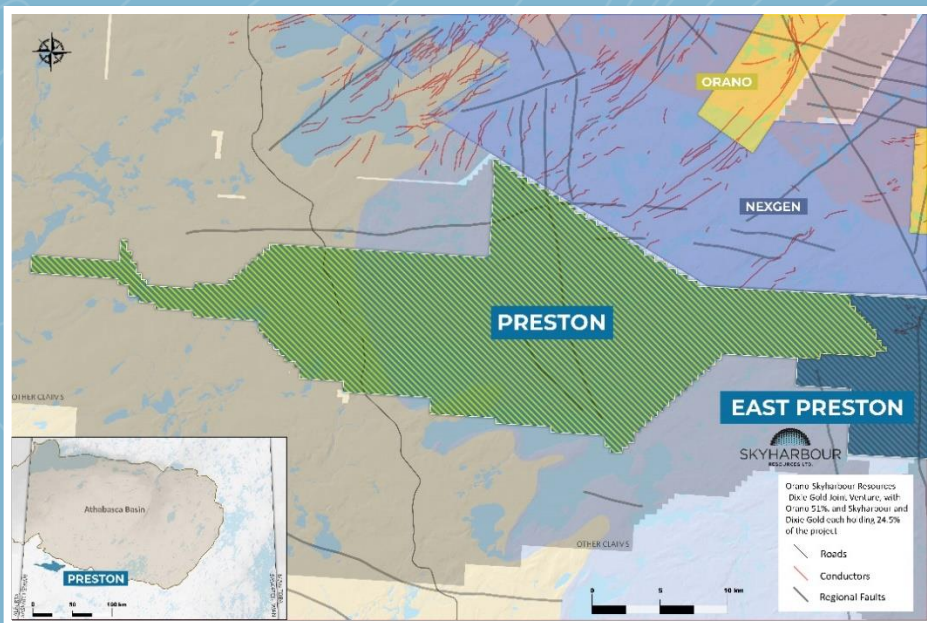 ORANO
NEXGEN
PRESTON
EAST PRESTON
SKYHARBOUR
RESOURCES LTD.
OTHER CLAIMS
OTHER CLAIMS
Orano Skyharbour Resources
Dixie Gold Joint Venture, with
Orano 51%, and Skyharbour and
Dixie Gold each holding 24.5%
of the project
Roads
Conductors
Regional Faults
0 5 10 km
Athabasca Basin
PRESTON
0 50 100 km
ALBERTA
SASKATCHEWAN